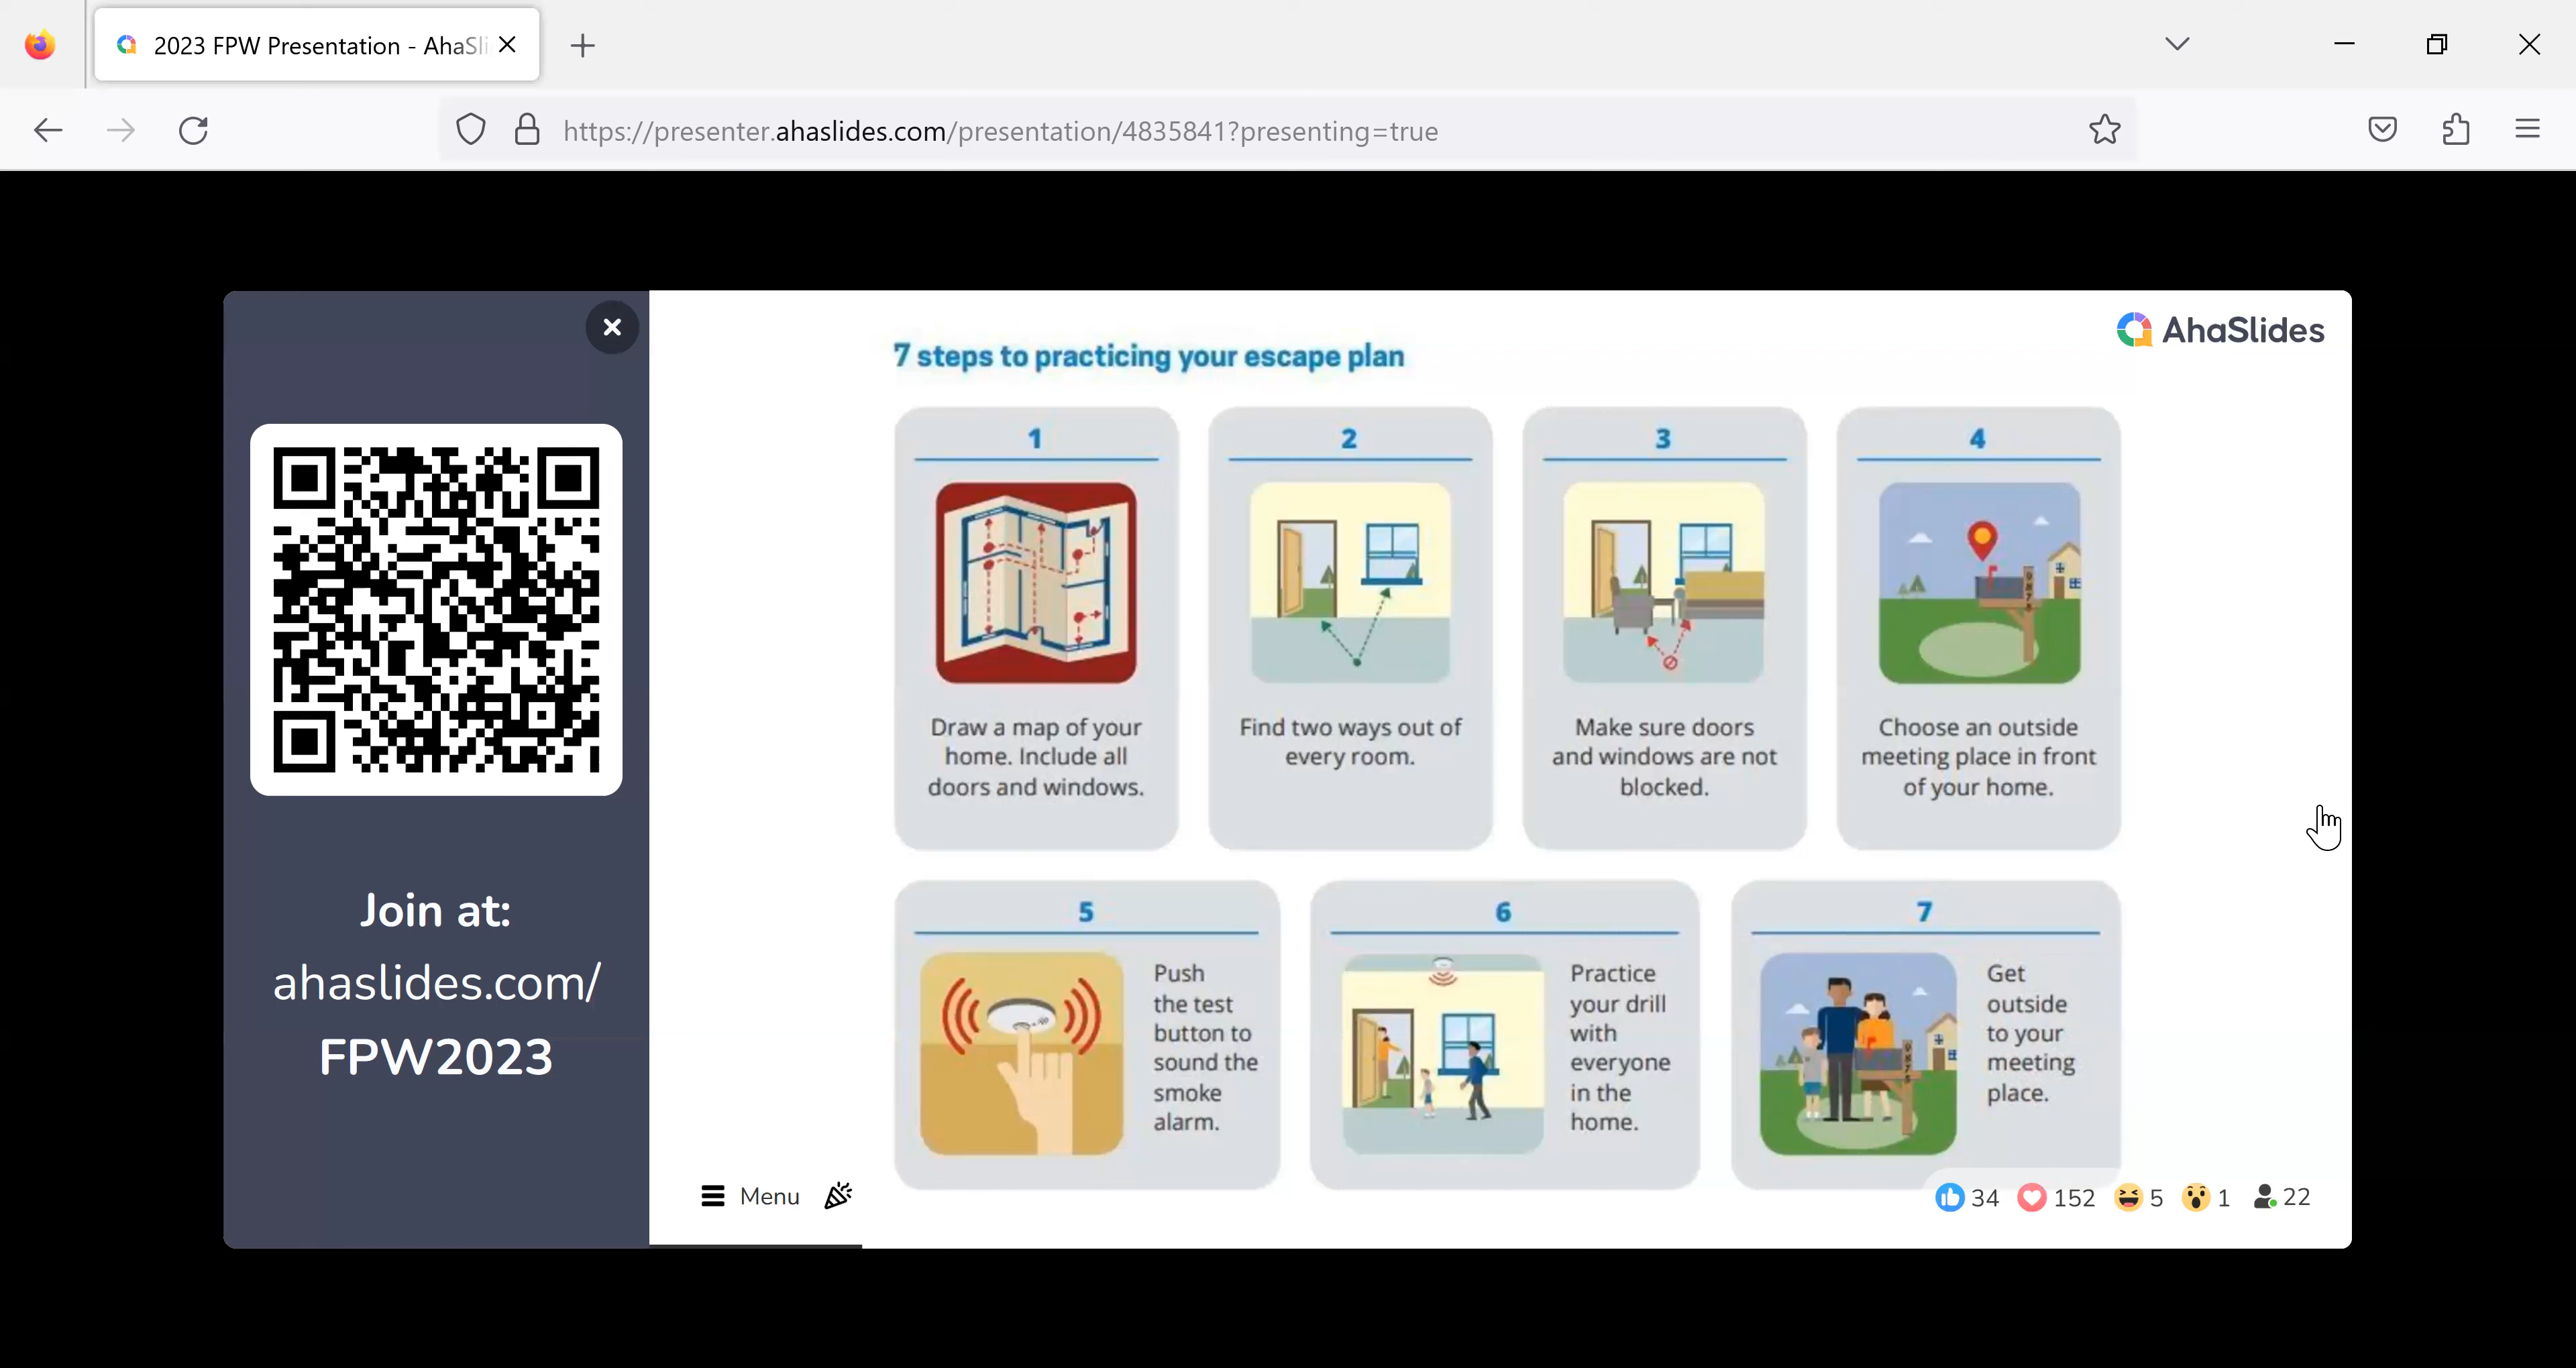 2023 FPW Presentation - AhaSli
https://presenter.ahaslides.com/presentation/4835841?presenting=true
AhaSlides
Join at:
ahaslides.com/
FPW2023
7 steps to practicing your escape plan
1
Draw a map of your
home. Include all
doors and windows.
2
Find two ways out of
every room.
3
Make sure doors
and windows are not
blocked.
4
Choose an outside
meeting place in front
of your home.
5
Push
the test
button to
sound the
smoke
alarm.
6
Practice
your drill
with
everyone
in the
home.
7
Get
outside
to your
meeting
place.
Menu
34 152 5 1 22